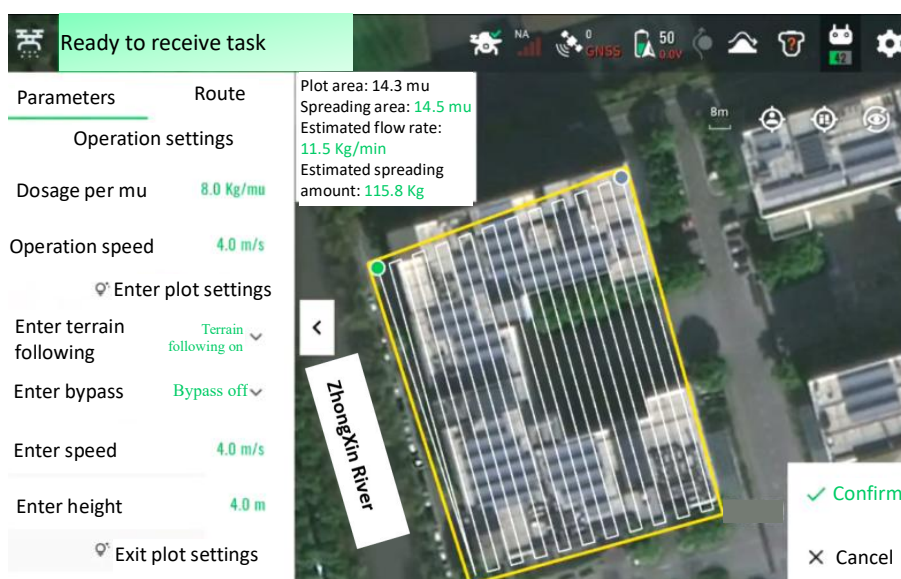 Ready to receive task
NA
0
GNSS
50
0.0V
42
Parameters
Route
Operation settings
Dosage per mu
8.0 Kg/mu
Operation speed
4.0 m/s
Enter plot settings
Enter terrain
following
Terrain
following on
Enter bypass
Bypass off
Enter speed
4.0 m/s
Enter height
4.0 m
Exit plot settings
Plot area: 14.3 mu
Spreading area: 14.5 mu
Estimated flow rate:
11.5 Kg/min
Estimated spreading
amount: 115.8 Kg
8m
ZhongXin River
Confirm
Cancel